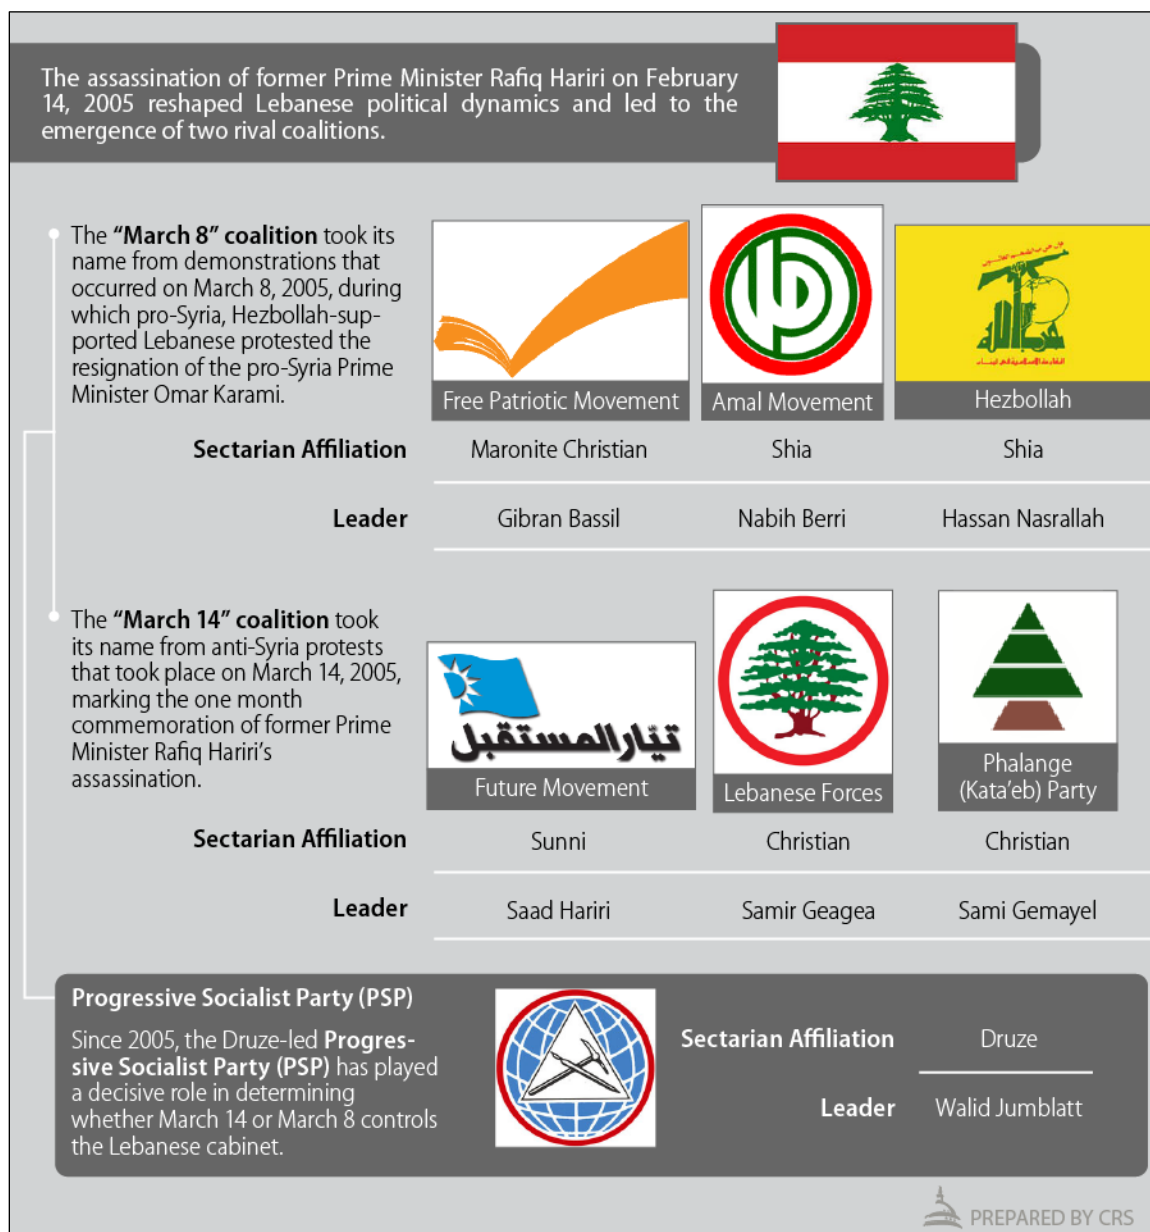 The assassination of former Prime Minister Rafiq Hariri on February
14, 2005 reshaped Lebanese political dynamics and led to the
emergence of two rival coalitions.
The “March 8” coalition took its
name from demonstrations that
occurred on March 8, 2005, during
which pro-Syria, Hezbollah-sup-
ported Lebanese protested the
resignation of the pro-Syria Prime
Minister Omar Karami.
Free Patriotic Movement
Amal Movement
حزب الله
Hezbollah
Sectarian Affiliation
Maronite Christian
Shia
Shia
Leader
Gibran Bassil
Nabih Berri
Hassan Nasrallah
The “March 14” coalition took
its name from anti-Syria protests
that took place on March 14, 2005,
marking the one month
commemoration of former Prime
Minister Rafiq Hariri’s
assassination.
تيّار المستقبل
Future Movement
Lebanese Forces
Phalange
(Kata’eb) Party
Sectarian Affiliation
Sunni
Christian
Christian
Leader
Saad Hariri
Samir Geagea
Sami Gemayel
Progressive Socialist Party (PSP)
Since 2005, the Druze-led Progres-
sive Socialist Party (PSP) has played
a decisive role in determining
whether March 14 or March 8 controls
the Lebanese cabinet.
Sectarian Affiliation
Druze
Leader
Walid Jumblatt
PREPARED BY CRS